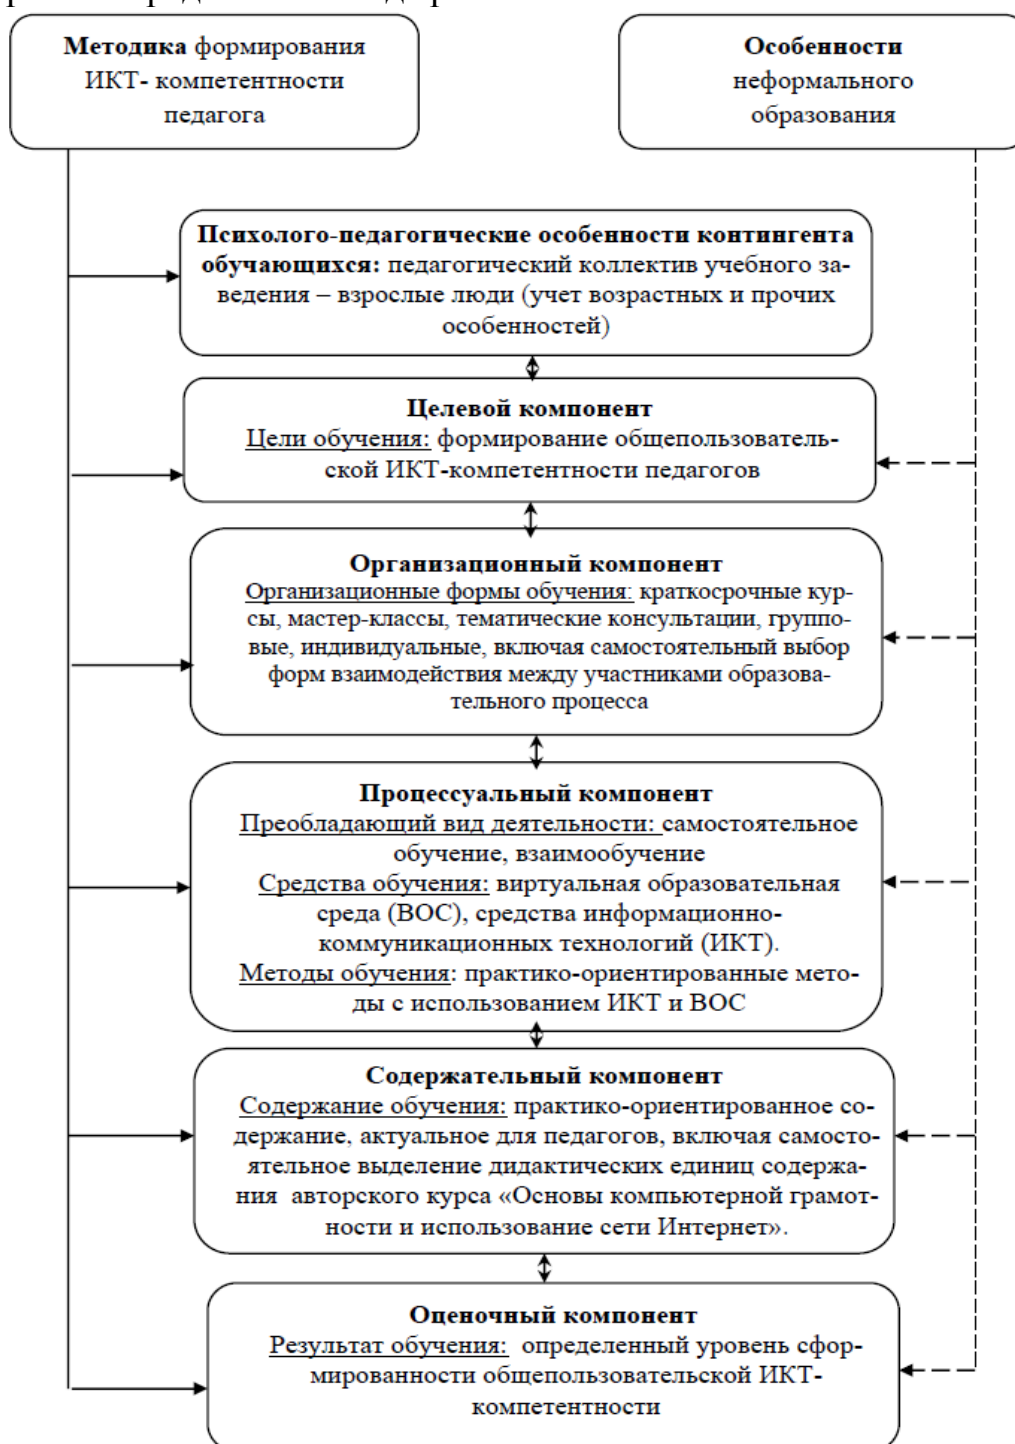 Методика формирования
ИКТ- компетентности
педагога
Особенности
неформального
образования
Психолого-педагогические особенности контингента
обучающихся: педагогический коллектив учебного за-
ведения – взрослые люди (учет возрастных и прочих
особенностей)
Целевой компонент
Цели обучения: формирование общепользователь-
ской ИКТ-компетентности педагогов
Организационный компонент
Организационные формы обучения: краткосрочные кур-
сы, мастер-классы, тематические консультации, группо-
вые, индивидуальные, включая самостоятельный выбор
форм взаимодействия между участниками образова-
тельного процесса
Процессуальный компонент
Преобладающий вид деятельности: самостоятельное
обучение, взаимообучение
Средства обучения: виртуальная образовательная
среда (ВОС), средства информационно-
коммуникационных технологий (ИКТ).
Методы обучения: практико-ориентированные мето-
ды с использованием ИКТ и ВОС
Содержательный компонент
Содержание обучения: практико-ориентированное со-
держание, актуальное для педагогов, включая самосто-
ятельное выделение дидактических единиц содержа-
ния авторского курса «Основы компьютерной грамот-
ности и использование сети Интернет».
Оценочный компонент
Результат обучения: определенный уровень сфор-
мированности общепользовательской ИКТ-
компетентности